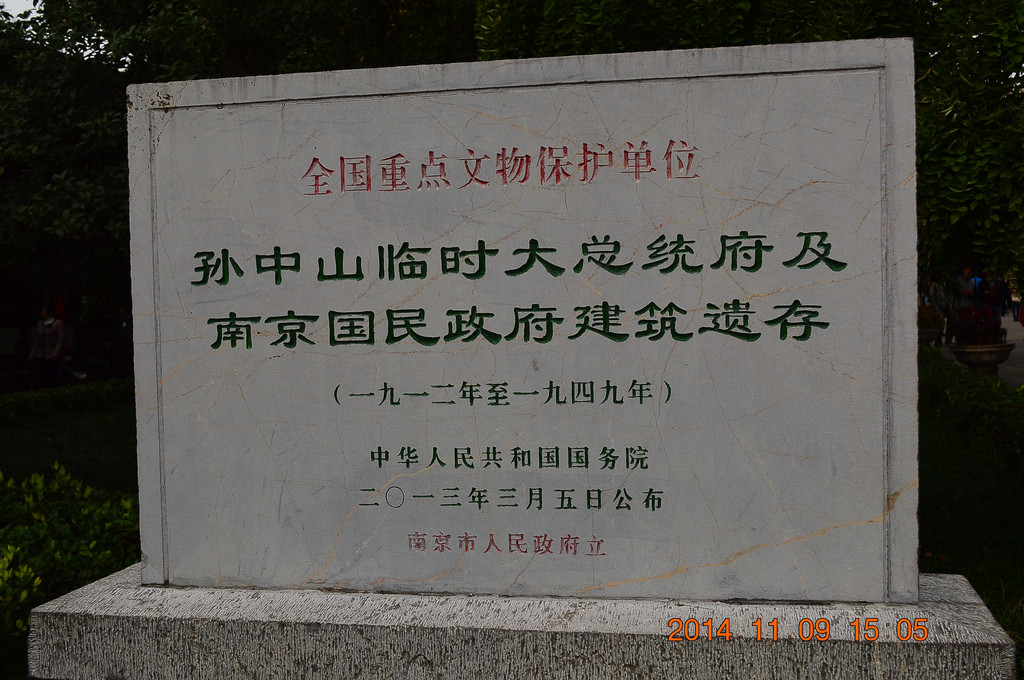 全国重点文物保护单位
孙中山临时大总统府及
南京国民政府建筑遗存
（一九一二年至一九四九年）
中华人民共和国国务院
二〇一三年三月五日公布
南京市人民政府立
2014 11 09 15 05